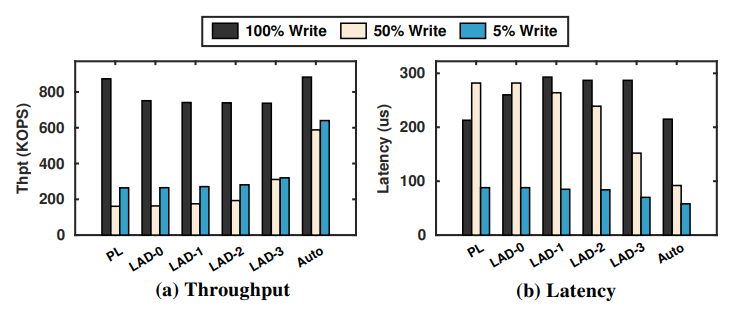 100% Write 50% Write 5% Write
Thpt (KOPS)
800
600
400
200
0
PL LAD-0 LAD-1 LAD-2 LAD-3 Auto
(a) Throughput
Latency (us)
300
200
100
0
PL LAD-0 LAD-1 LAD-2 LAD-3 Auto
(b) Latency